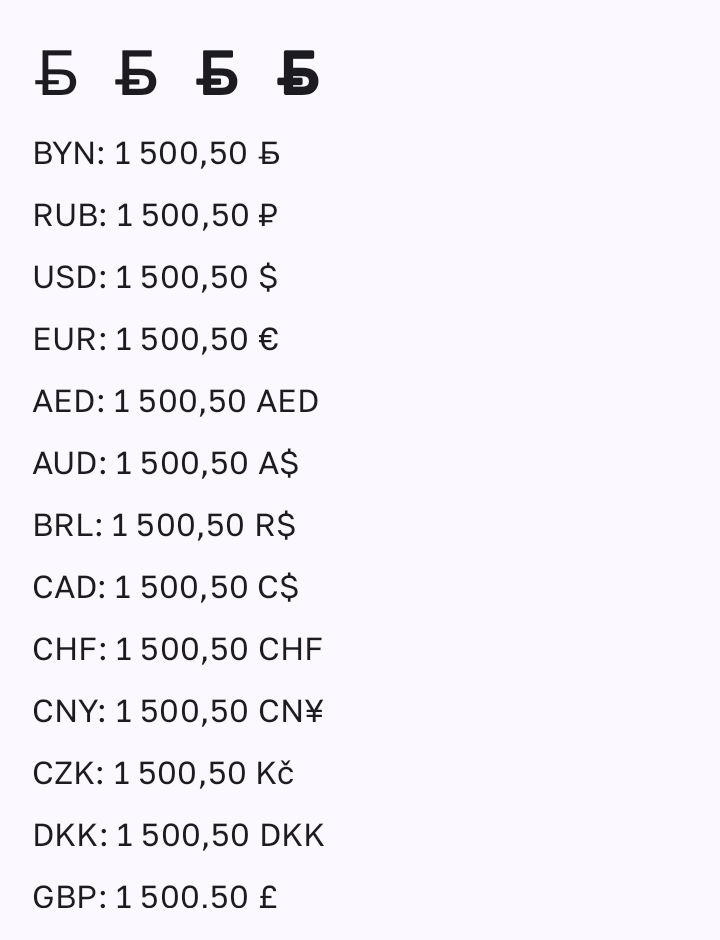 Ƃ Ƃ Ƃ Ƃ
BYN: 1 500,50 Ƃ
RUB: 1 500,50 ₽
USD: 1 500,50 $
EUR: 1 500,50 €
AED: 1 500,50 AED
AUD: 1 500,50 A$
BRL: 1 500,50 R$
CAD: 1 500,50 C$
CHF: 1 500,50 CHF
CNY: 1 500,50 CN¥
CZK: 1 500,50 Kč
DKK: 1 500,50 DKK
GBP: 1 500.50 £